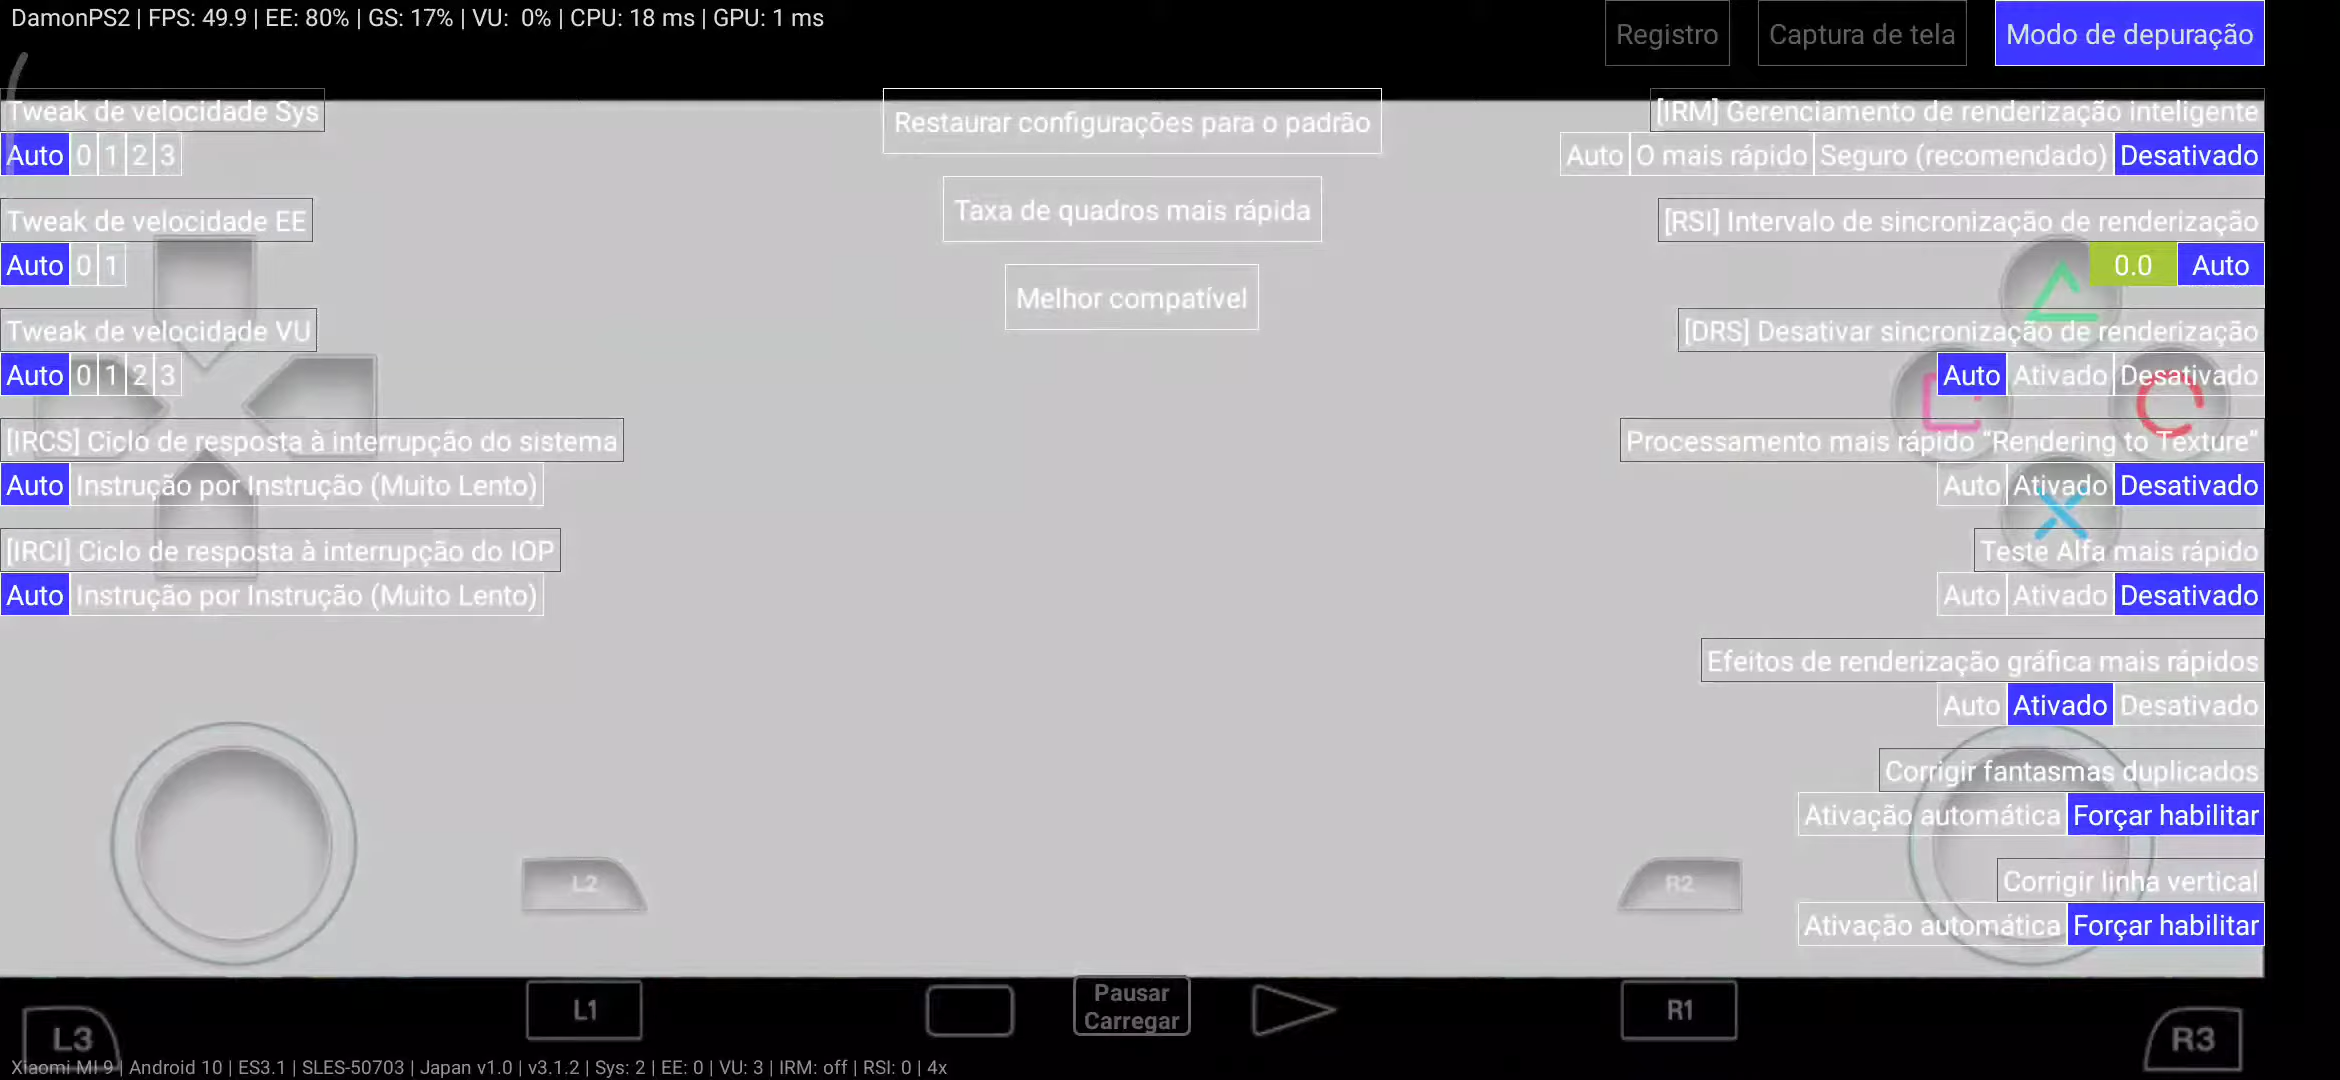 DamonPS2 | FPS: 49.9 | EE: 80% | GS: 17% | VU: 0% | CPU: 18 ms | GPU: 1 ms
Registro
Captura de tela
Modo de depuração
Tweak de velocidade Sys
Auto 0 1 2 3
Tweak de velocidade EE
Auto 0 1
Tweak de velocidade VU
Auto 0 1 2 3
[IRCS] Ciclo de resposta à interrupção do sistema
Auto Instrução por Instrução (Muito Lento)
[IRCI] Ciclo de resposta à interrupção do IOP
Auto Instrução por Instrução (Muito Lento)
Restaurar configurações para o padrão
Taxa de quadros mais rápida
Melhor compatível
[IRM] Gerenciamento de renderização inteligente
Auto O mais rápido Seguro (recomendado) Desativado
[RSI] Intervalo de sincronização de renderização
0.0 Auto
[DRS] Desativar sincronização de renderização
Auto Ativado Desativado
Processamento mais rápido "Rendering to Texture"
Auto Ativado Desativado
Teste Alfa mais rápido
Auto Ativado Desativado
Efeitos de renderização gráfica mais rápidos
Auto Ativado Desativado
Corrigir fantasmas duplicados
Ativação automática Forçar habilitar
Corrigir linha vertical
Ativação automática Forçar habilitar
L2
R2
L1
Pausar
Carregar
R1
L3
R3
Xiaomi MI 9 | Android 10 | ES3.1 | SLES-50703 | Japan v1.0 | v3.1.2 | Sys: 2 | EE: 0 | VU: 3 | IRM: off | RSI: 0 | 4x